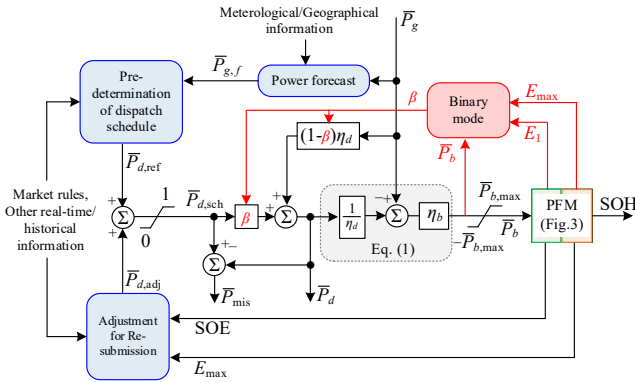 Meterological/Geographical
information
P̅g
P̅g,f
Pre-
determination
of dispatch
schedule
Power forecast
β
Binary
mode
Emax
E1
(1-β)ηd
P̅b
P̅d,ref
Market rules,
Other real-time/
historical
information
+
+
Σ
1
0
P̅d,sch
β
+
+
Σ
1
ηd
−
+
Σ
ηb
Eq. (1)
P̅b,max
−P̅b,max
P̅b
PFM
(Fig.3)
SOH
+
−
Σ
P̅mis
P̅d
P̅d,adj
Adjustment
for Re-
submission
SOE
Emax